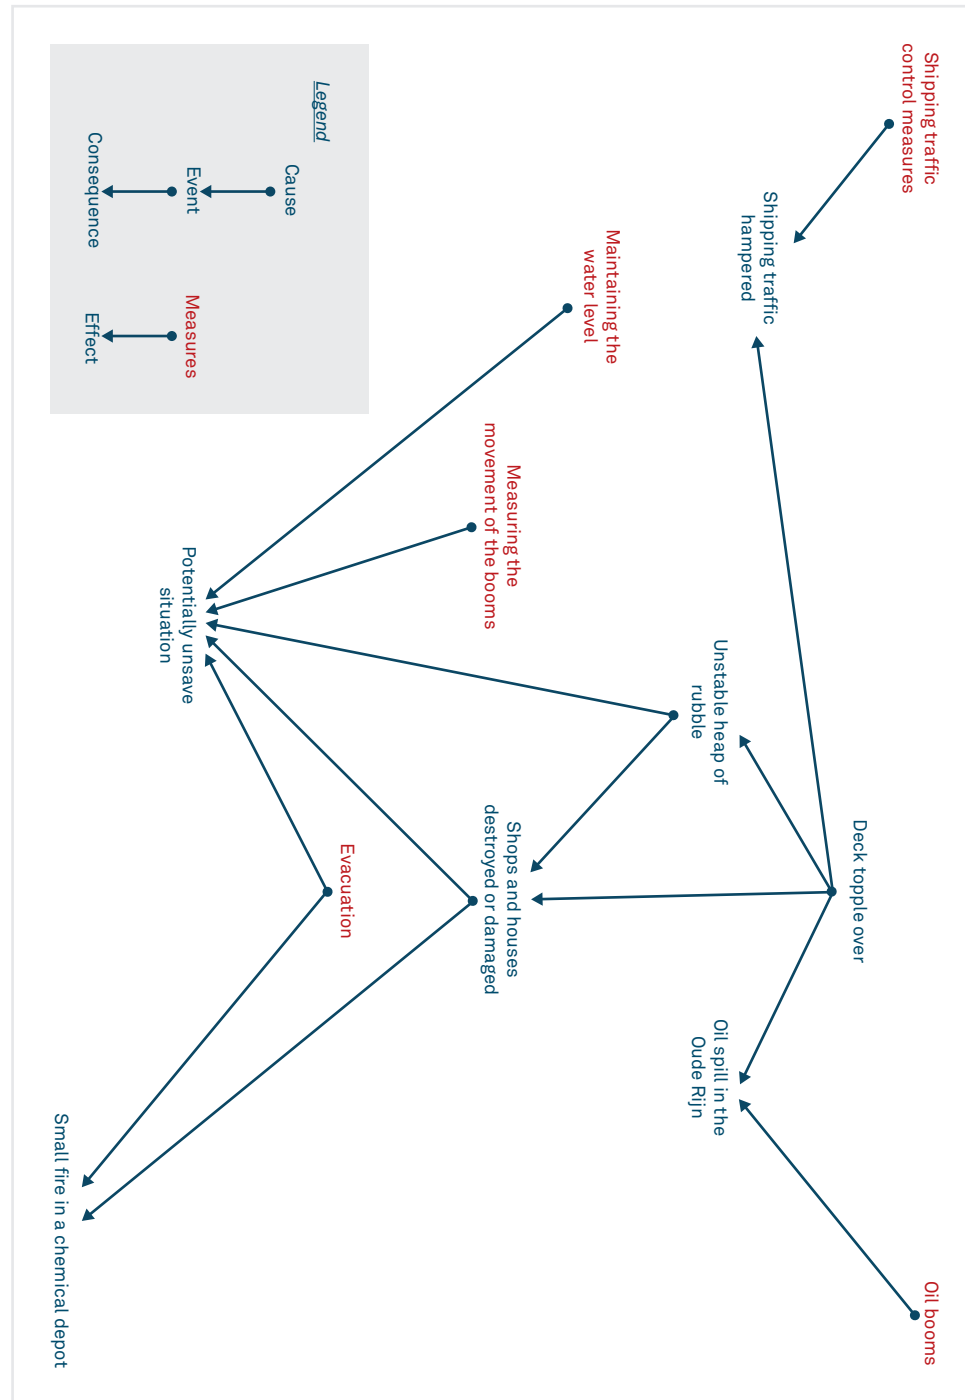 Shipping traffic
control measures
Oil booms
Deck topple over
Shipping traffic
hampered
Unstable heap of
rubble
Oil spill in the
Oude Rijn
Maintaining the
water level
Measuring the
movement of the booms
Shops and houses
destroyed or damaged
Evacuation
Potentially unsave
situation
Small fire in a chemical depot
Legend
Cause
Event
Consequence
Measures
Effect